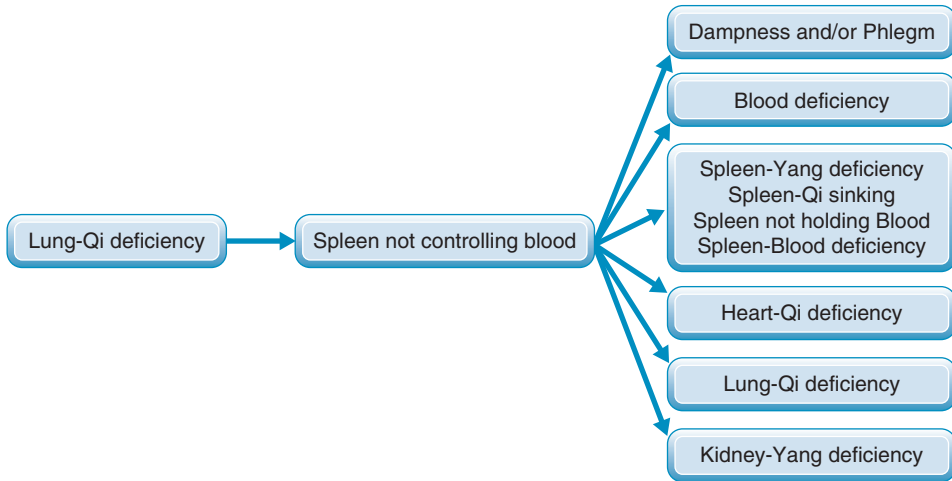 Lung-Qi deficiency
Spleen not controlling blood
Dampness and/or Phlegm
Blood deficiency
Spleen-Yang deficiency
Spleen-Qi sinking
Spleen not holding Blood
Spleen-Blood deficiency
Heart-Qi deficiency
Lung-Qi deficiency
Kidney-Yang deficiency